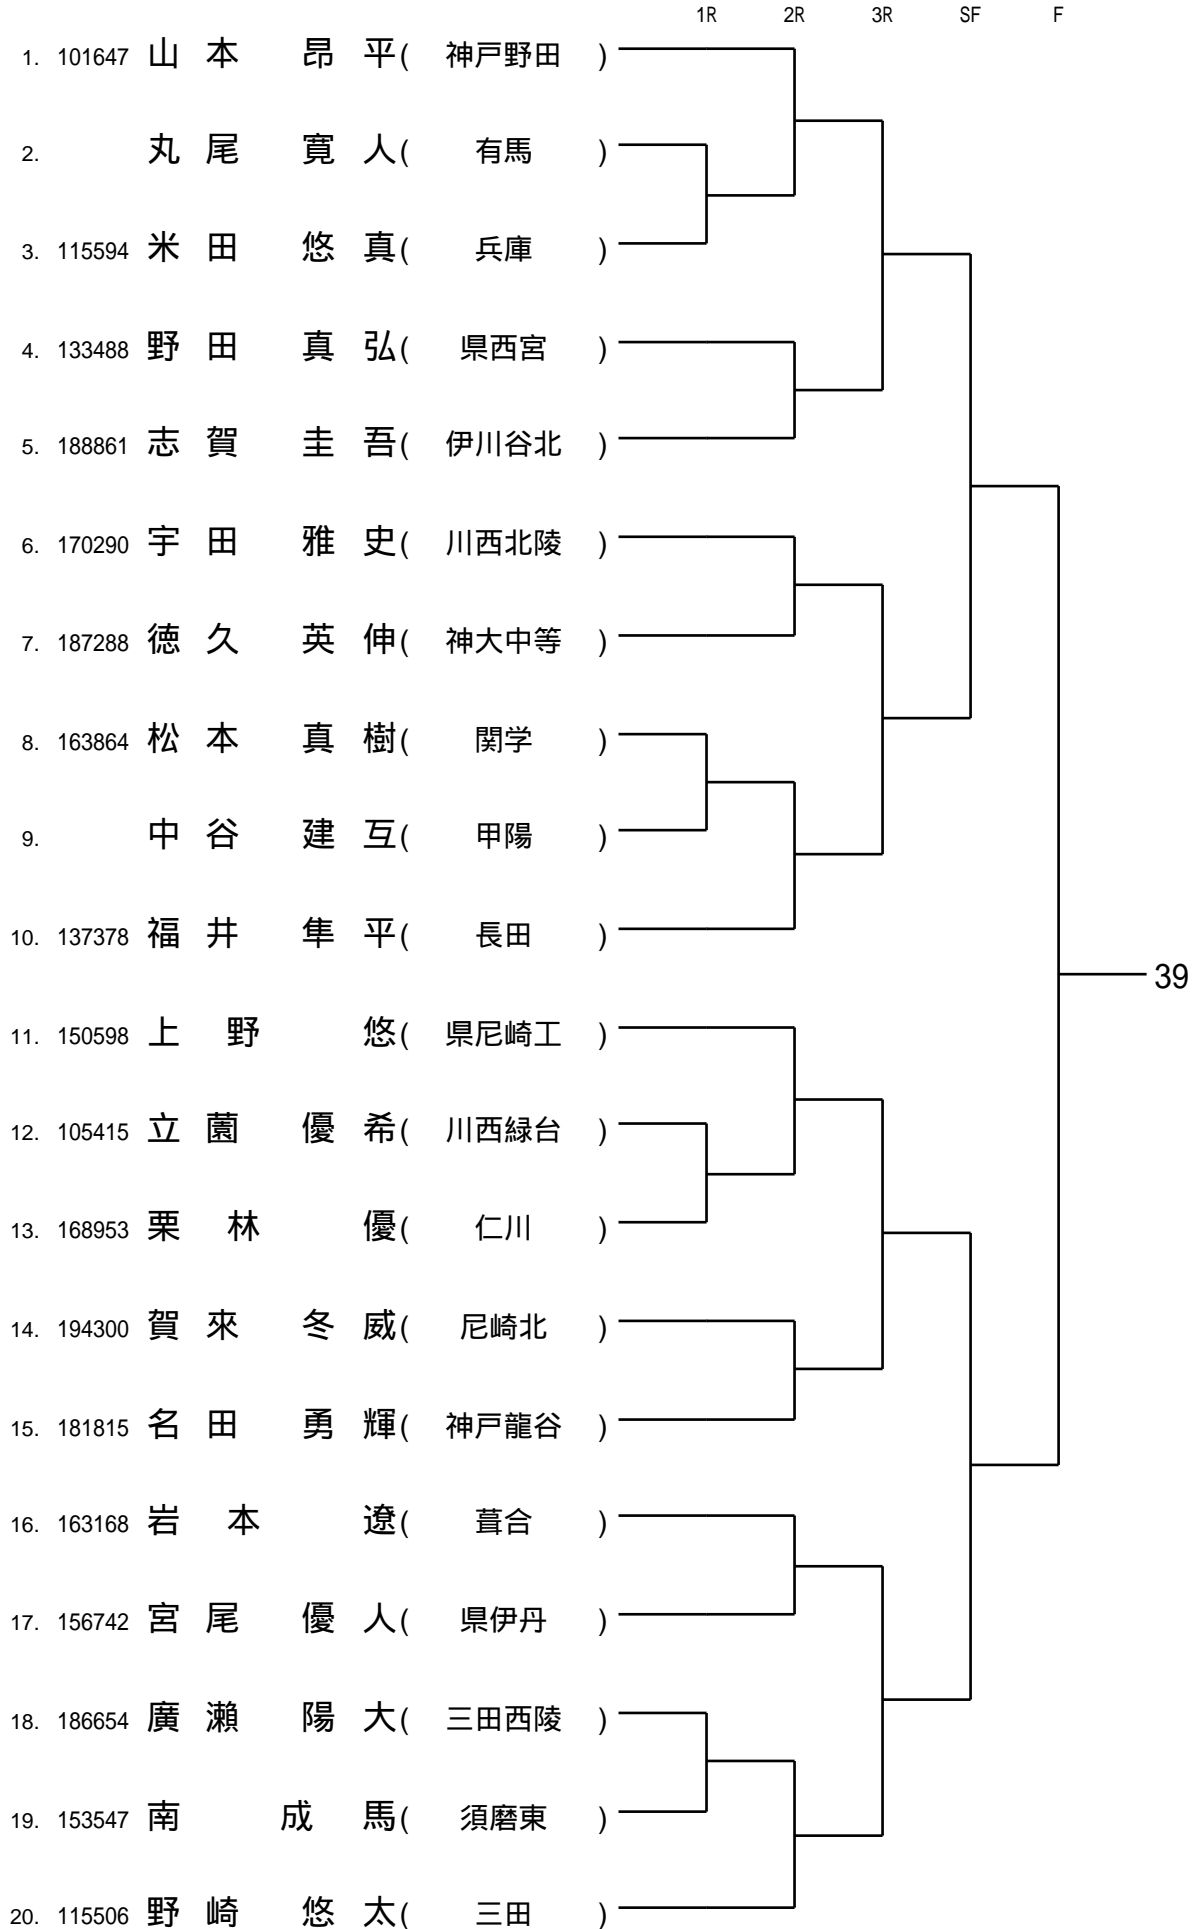 1R 2R 3R SF F
1. 101647 山本 昂平( 神戸野田 )
2. 丸尾 寛人( 有馬 )
3. 115594 米田 悠真( 兵庫 )
4. 133488 野田 真弘( 県西宮 )
5. 188861 志賀 圭吾( 伊川谷北 )
6. 170290 宇田 雅史( 川西北陵 )
7. 187288 徳久 英伸( 神大中等 )
8. 163864 松本 真樹( 関学 )
9. 中谷 建互( 甲陽 )
10. 137378 福井 隼平( 長田 )
39
11. 150598 上野 悠( 県尼崎工 )
12. 105415 立薗 優希( 川西緑台 )
13. 168953 栗林 優( 仁川 )
14. 194300 賀來 冬威( 尼崎北 )
15. 181815 名田 勇輝( 神戸龍谷 )
16. 163168 岩本 遼( 葺合 )
17. 156742 宮尾 優人( 県伊丹 )
18. 186654 廣瀬 陽大( 三田西陵 )
19. 153547 南 成馬( 須磨東 )
20. 115506 野崎 悠太( 三田 )